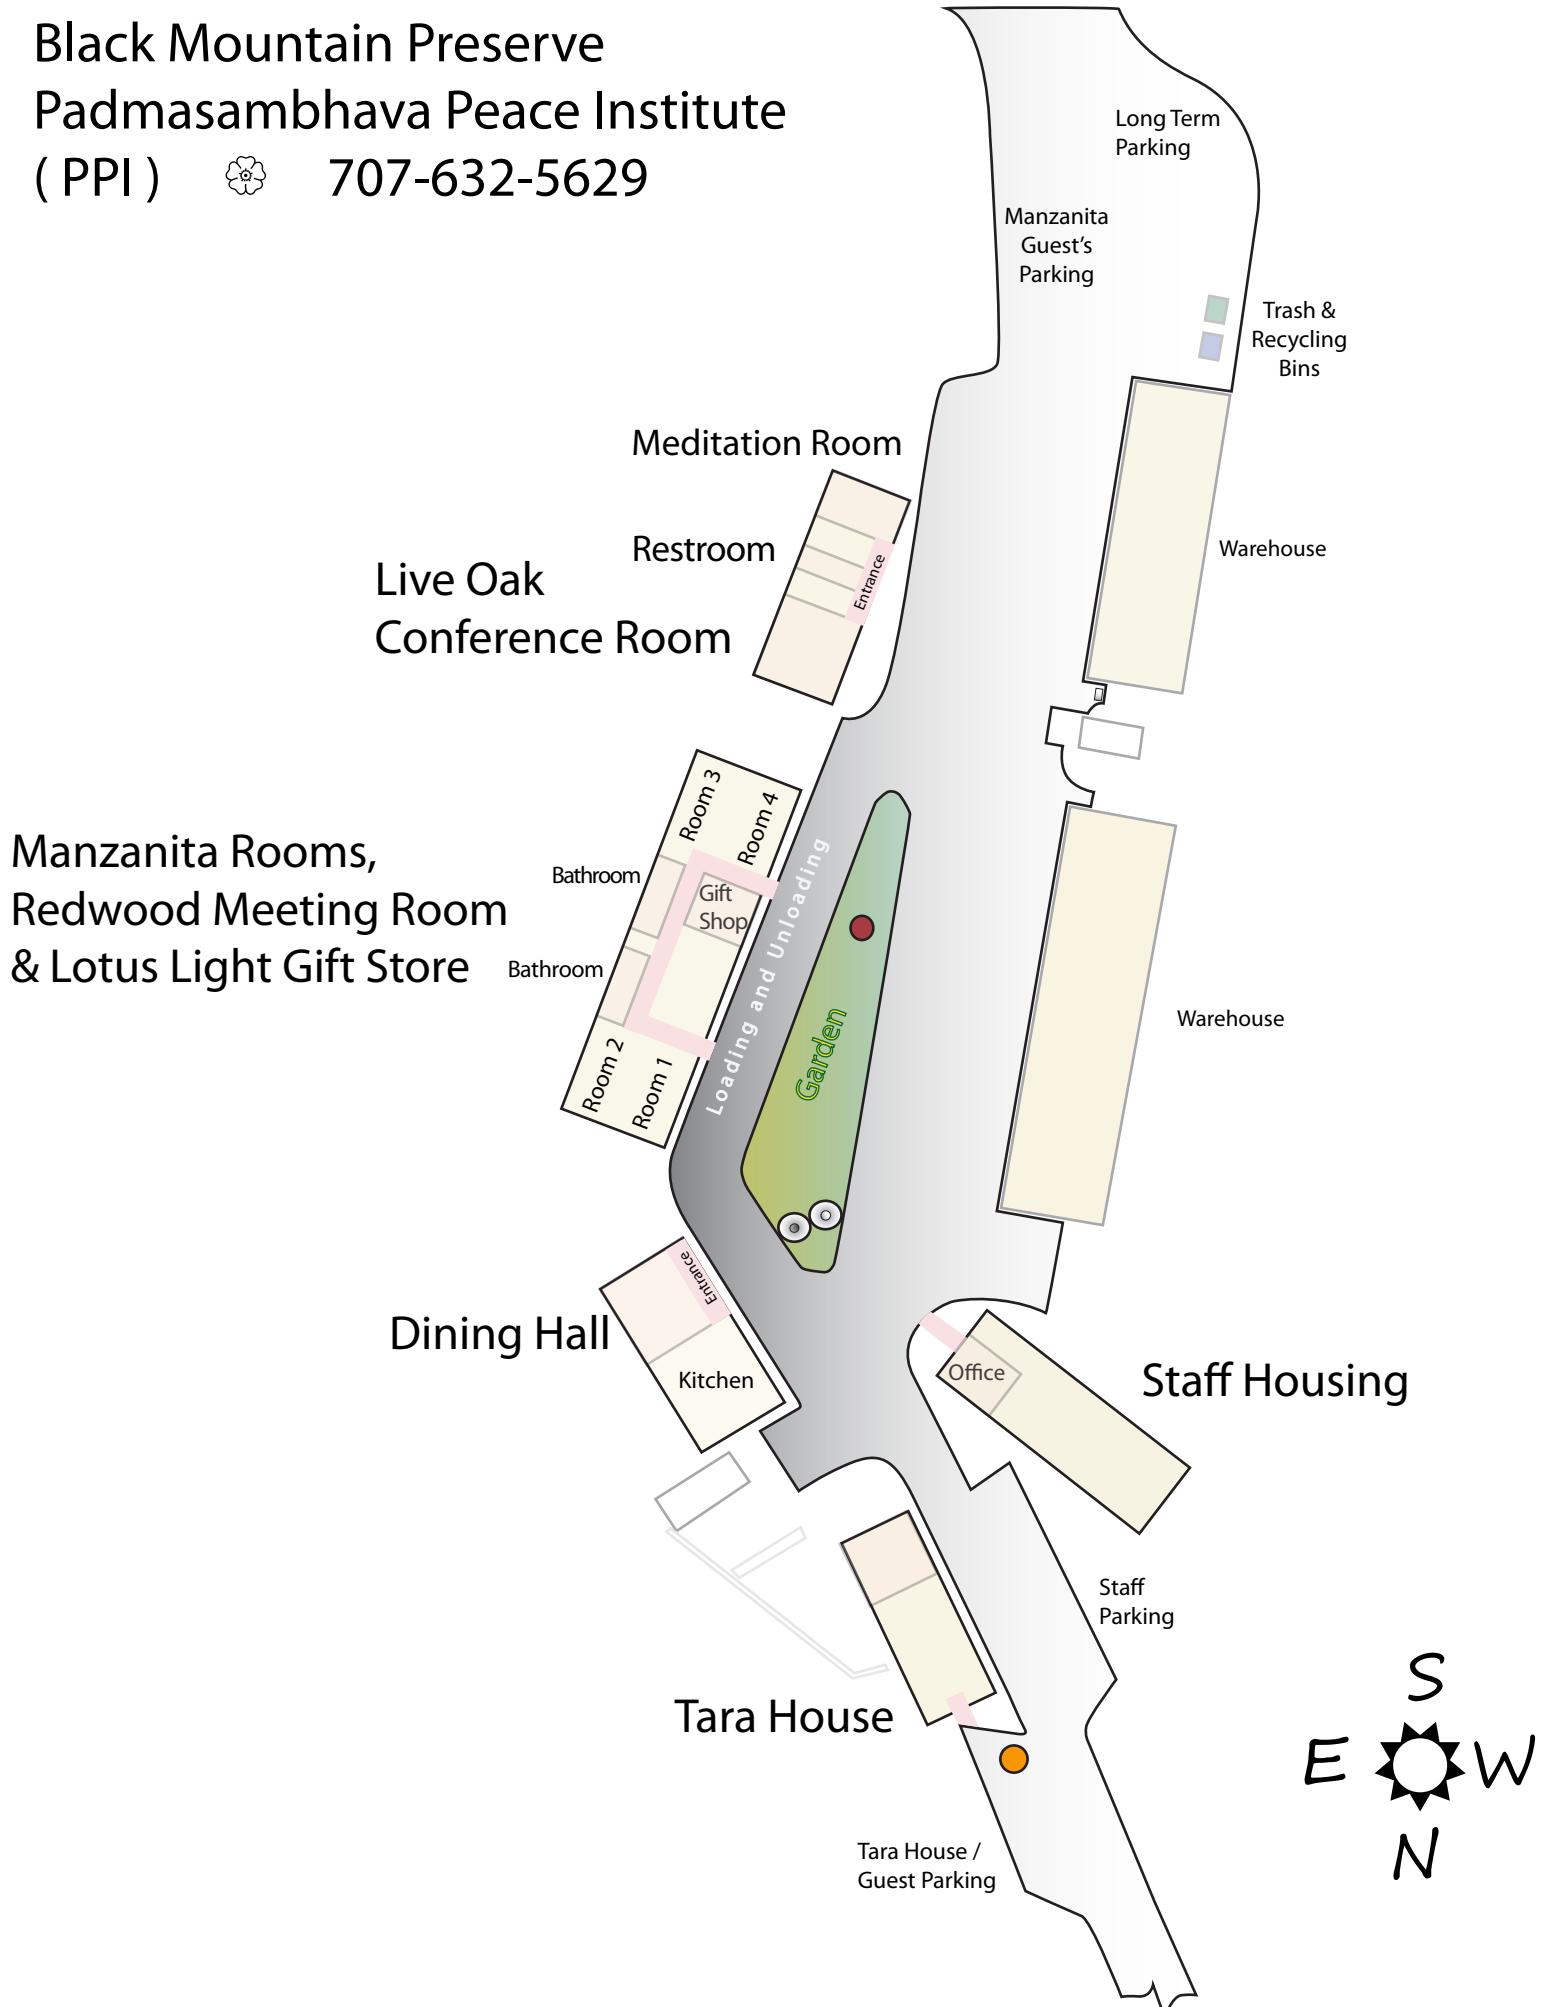 Black Mountain Preserve
Padmasambhava Peace Institute
( PPI ) 707-632-5629
Long Term
Parking
Manzanita
Guest's
Parking
Trash &
Recycling
Bins
Meditation Room
Restroom
Entrance
Live Oak
Conference Room
Warehouse
Room 3
Room 4
Bathroom
Gift
Shop
Manzanita Rooms,
Redwood Meeting Room
& Lotus Light Gift Store
Bathroom
Loading and Unloading
Garden
Warehouse
Room 2
Room 1
Entrance
Dining Hall
Kitchen
Office
Staff Housing
Staff
Parking
Tara House
Tara House /
Guest Parking
S
E W
N